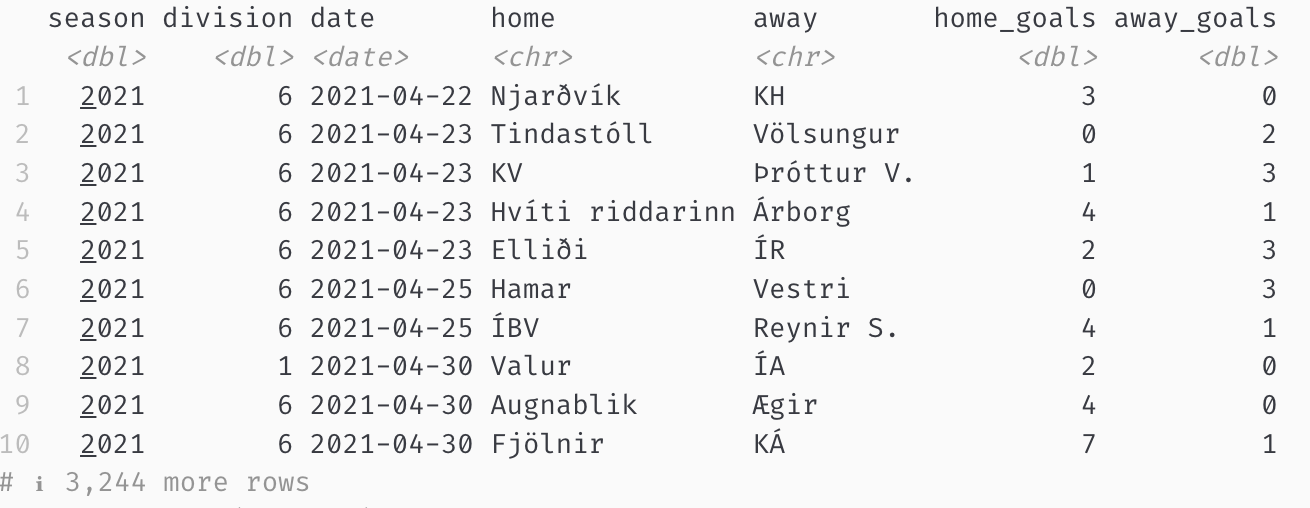 season division date home away home_goals away_goals
<dbl> <dbl> <date> <chr> <chr> <dbl> <dbl>
1 2021 6 2021-04-22 Njarðvík KH 3 0
2 2021 6 2021-04-23 Tindastóll Völsungur 0 2
3 2021 6 2021-04-23 KV Þróttur V. 1 3
4 2021 6 2021-04-23 Hvíti riddarinn Árborg 4 1
5 2021 6 2021-04-23 Elliði ÍR 2 3
6 2021 6 2021-04-25 Hamar Vestri 0 3
7 2021 6 2021-04-25 ÍBV Reynir S. 4 1
8 2021 1 2021-04-30 Valur ÍA 2 0
9 2021 6 2021-04-30 Augnablik Ægir 4 0
10 2021 6 2021-04-30 Fjölnir KÁ 7 1
# ℹ 3,244 more rows